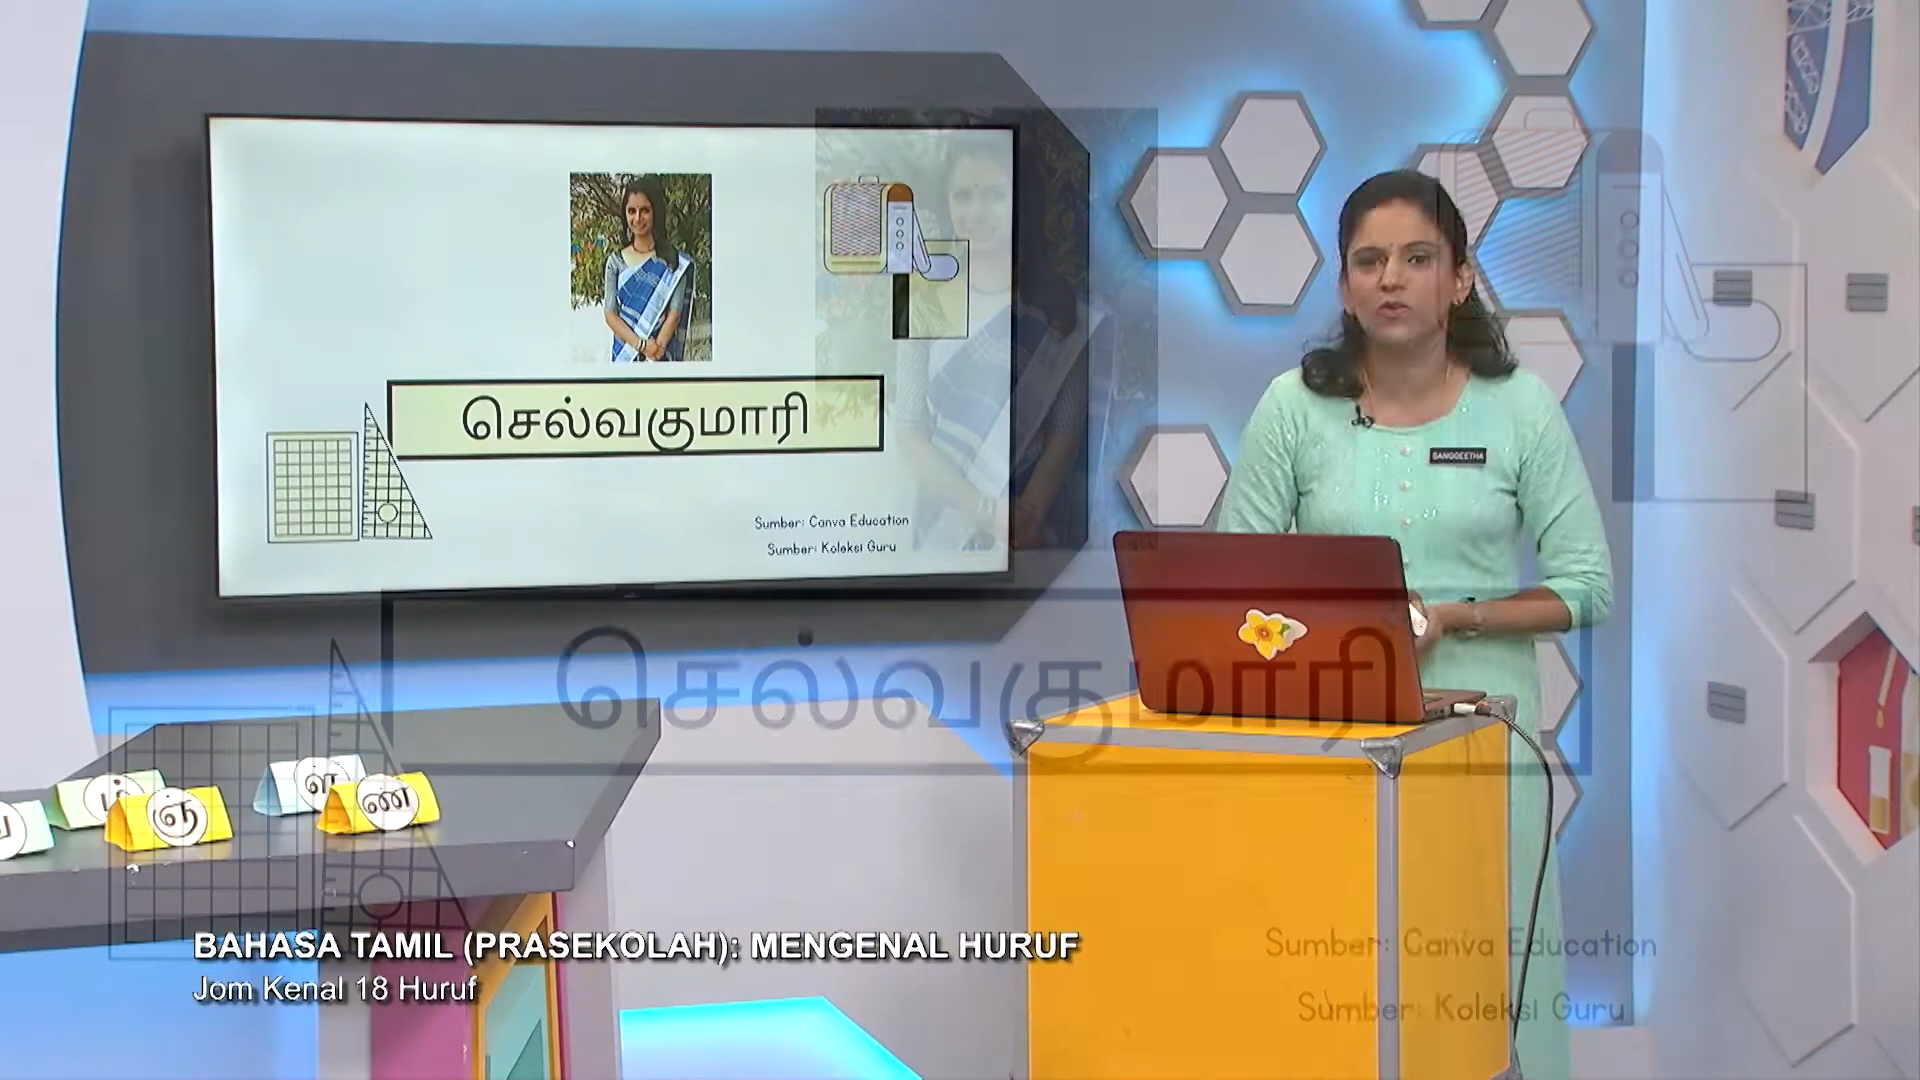 செல்வகுமாரி
Sumber: Canva Education
Sumber: Koleksi Guru
SANGGEETHA
செல்வகுமாரி
ம்
ஞ்
ள்
ண்
BAHASA TAMIL (PRASEKOLAH): MENGENAL HURUF
Jom Kenal 18 Huruf
Sumber: Canva Education
Sumber: Koleksi Guru